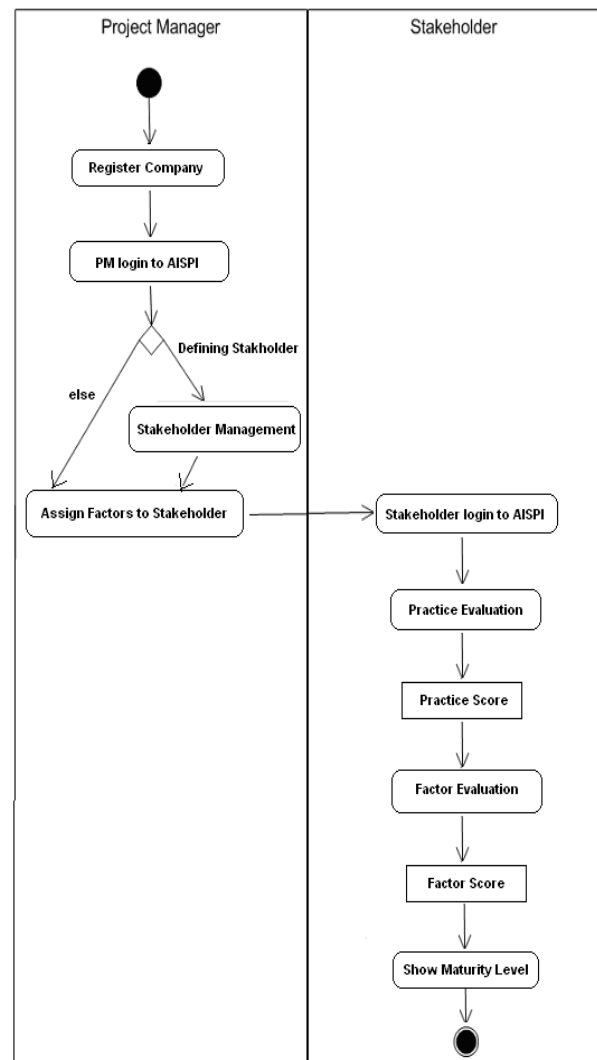 Project Manager
Stakeholder
Register Company
PM login to AISPI
Defining Stakholder
else
Stakeholder Management
Assign Factors to Stakeholder
Stakeholder login to AISPI
Practice Evaluation
Practice Score
Factor Evaluation
Factor Score
Show Maturity Level